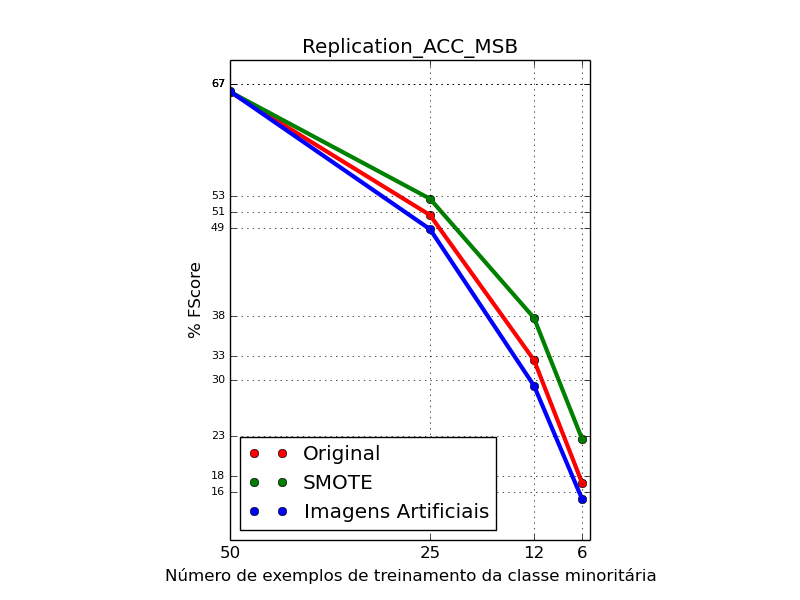 Replication_ACC_MSB
67
53
51
49
38
33
30
23
18
16
% FScore
Original
SMOTE
Imagens Artificiais
50 25 12 6
Número de exemplos de treinamento da classe minoritária